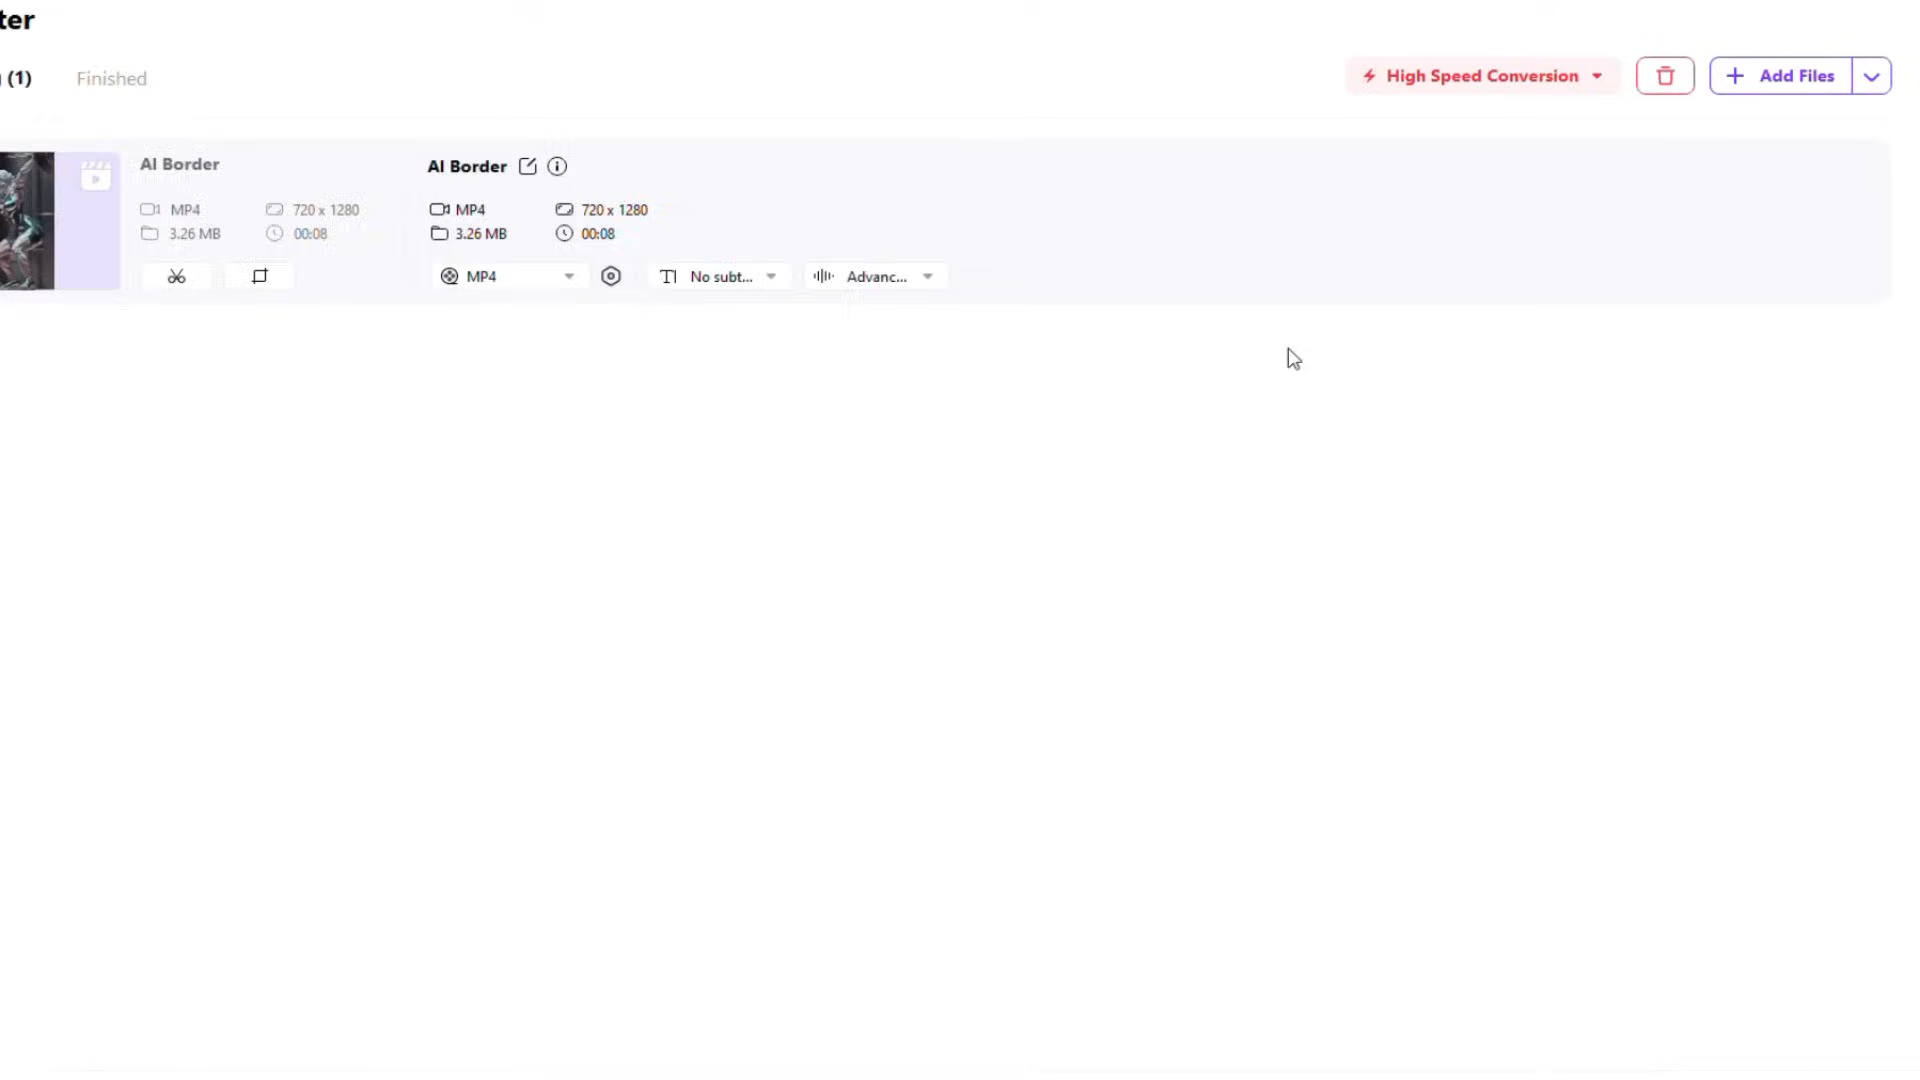 ter
(1) Finished
High Speed Conversion
Add Files
AI Border
MP4 720 x 1280
3.26 MB 00:08
AI Border
MP4 720 x 1280
3.26 MB 00:08
MP4
No subt...
Advanc...